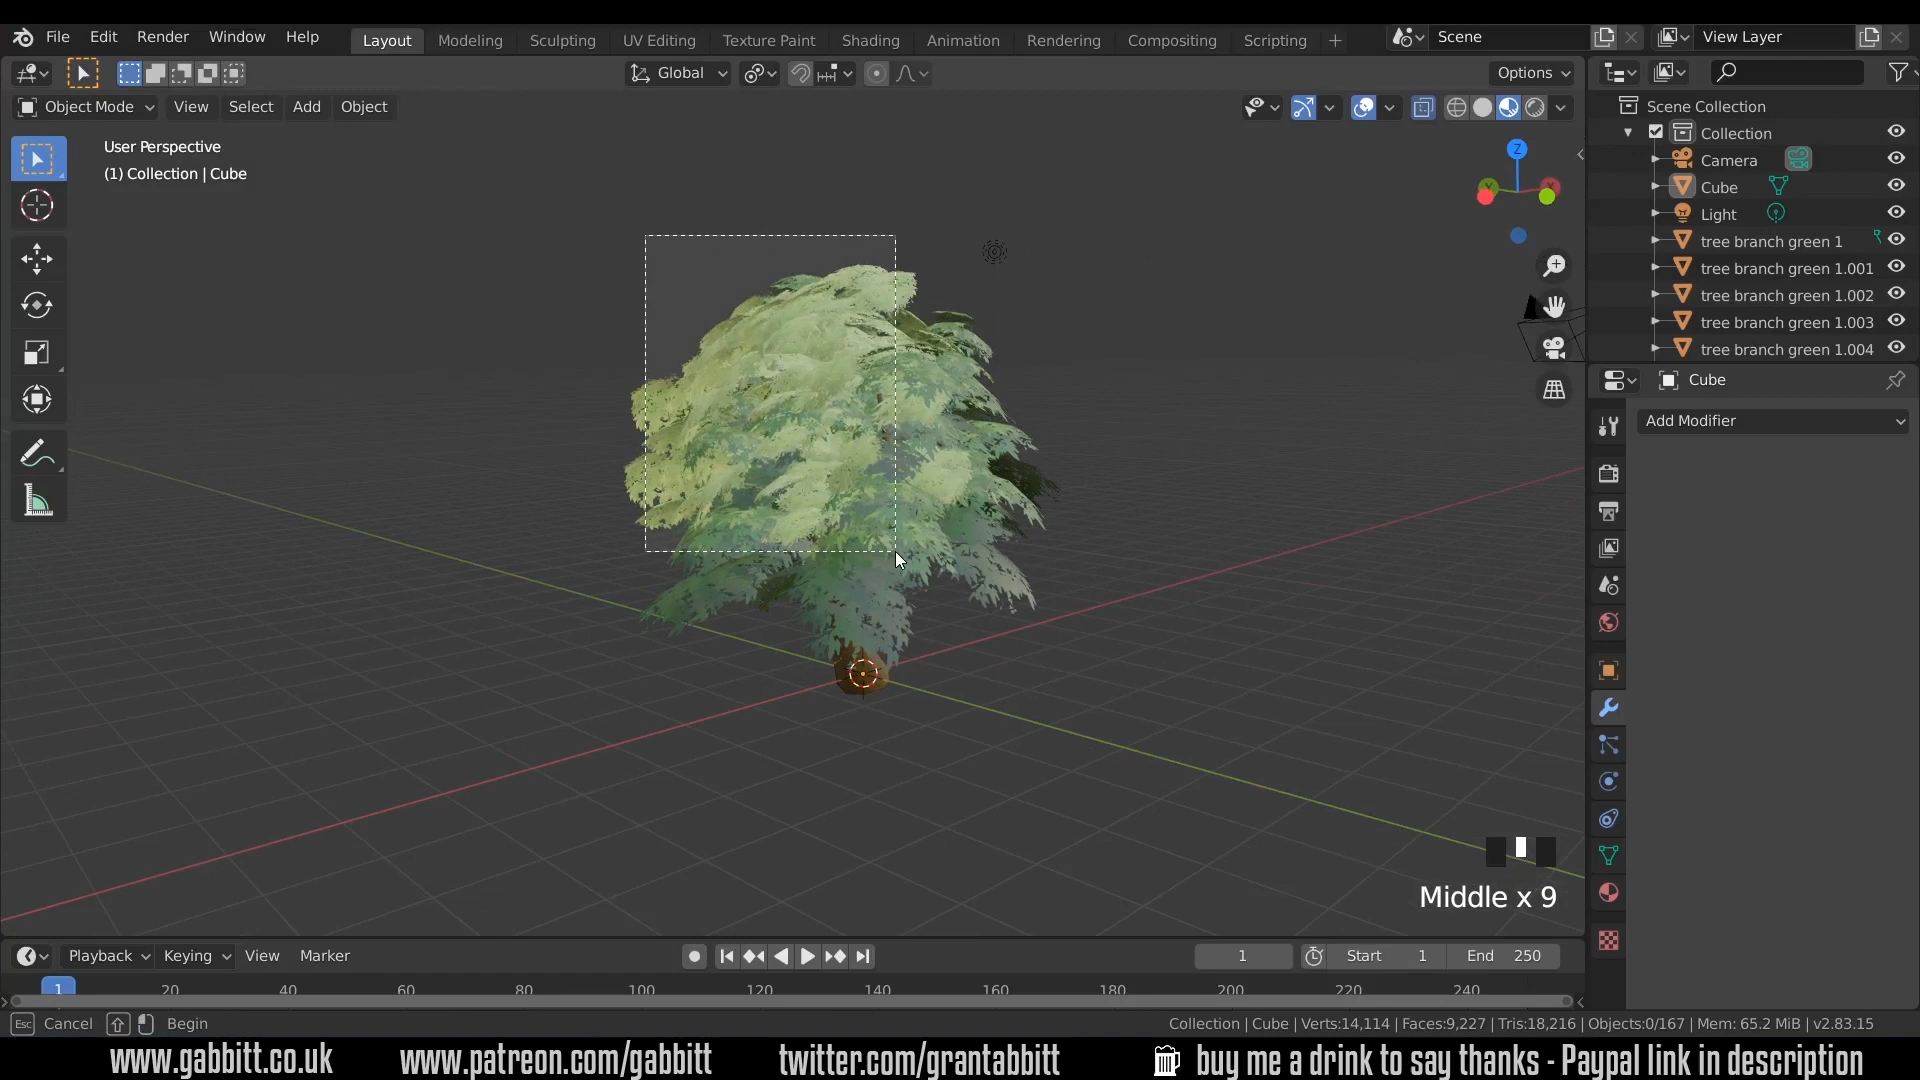 File Edit Render Window Help Layout Modeling Sculpting UV Editing Texture Paint Shading Animation Rendering Compositing Scripting + Scene View Layer
Global Options
Object Mode View Select Add Object
User Perspective
(1) Collection | Cube
Z
Y
X
Scene Collection
Collection
Camera
Cube
Light
tree branch green 1
tree branch green 1.001
tree branch green 1.002
tree branch green 1.003
tree branch green 1.004
Cube
Add Modifier
Middle x 9
Playback Keying View Marker 1 Start 1 End 250
1 20 40 60 80 100 120 140 160 180 200 220 240
Esc Cancel Begin Collection | Cube | Verts:14,114 | Faces:9,227 | Tris:18,216 | Objects:0/167 | Mem: 65.2 MiB | v2.83.15
www.gabbitt.co.uk www.patreon.com/gabbitt twitter.com/grantabbitt buy me a drink to say thanks - Paypal link in description